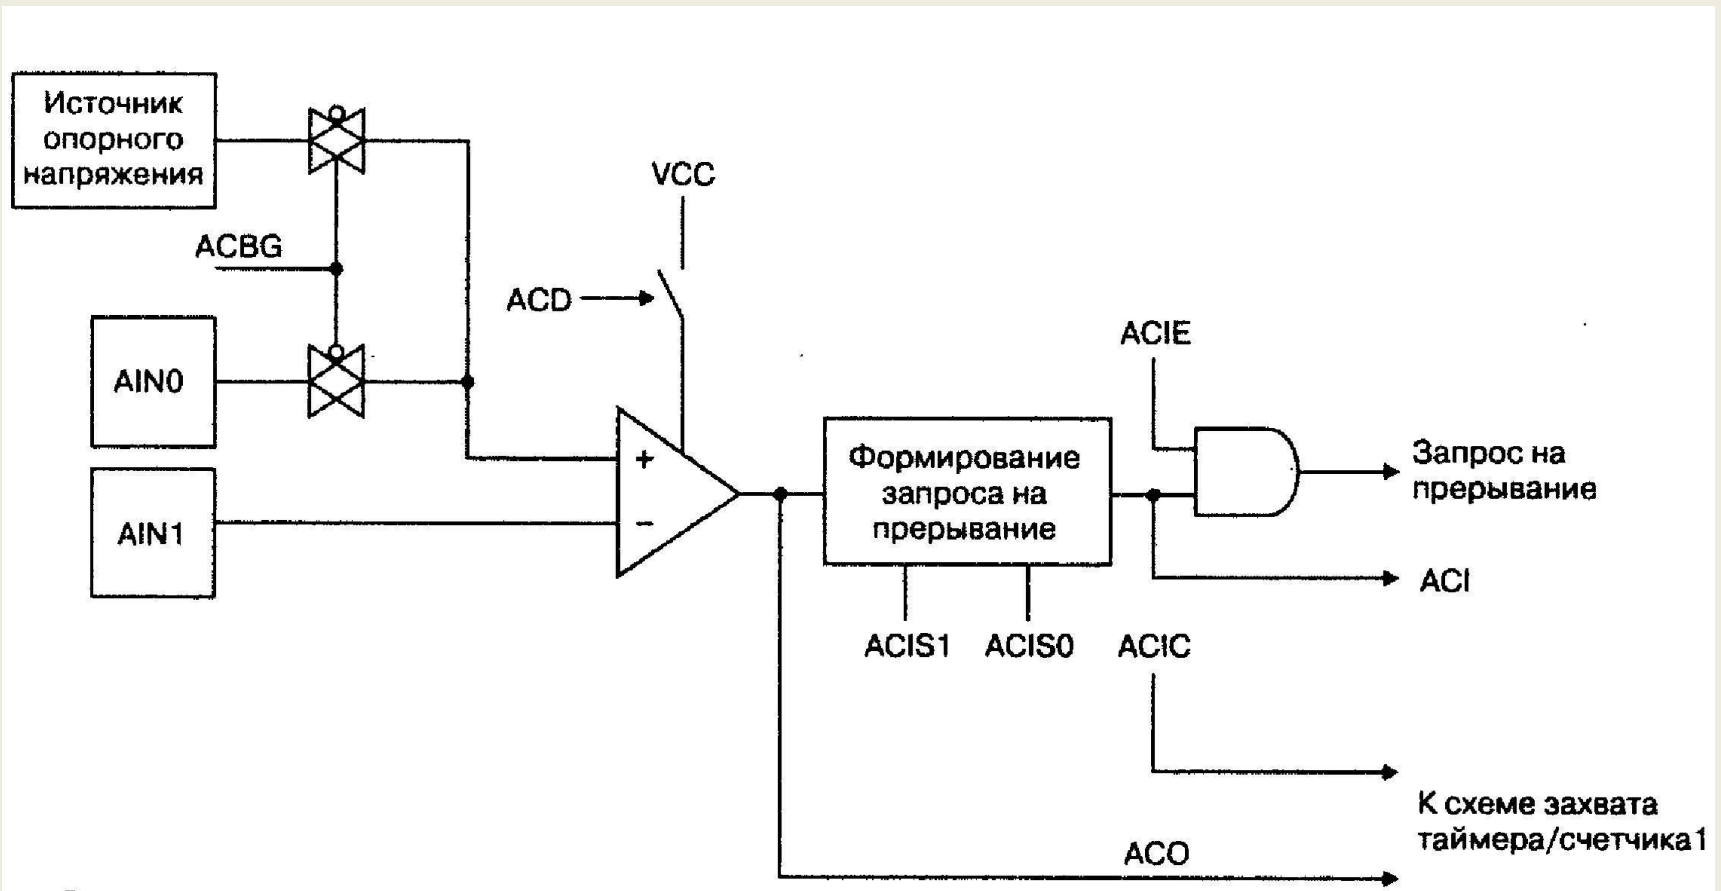 Источник
опорного
напряжения
VCC
ACBG
ACD
ACIE
AIN0
+
Формирование
запроса на
прерывание
Запрос на
прерывание
AIN1
−
ACI
ACIS1
ACIS0
ACIC
К схеме захвата
таймера/счетчика1
ACO